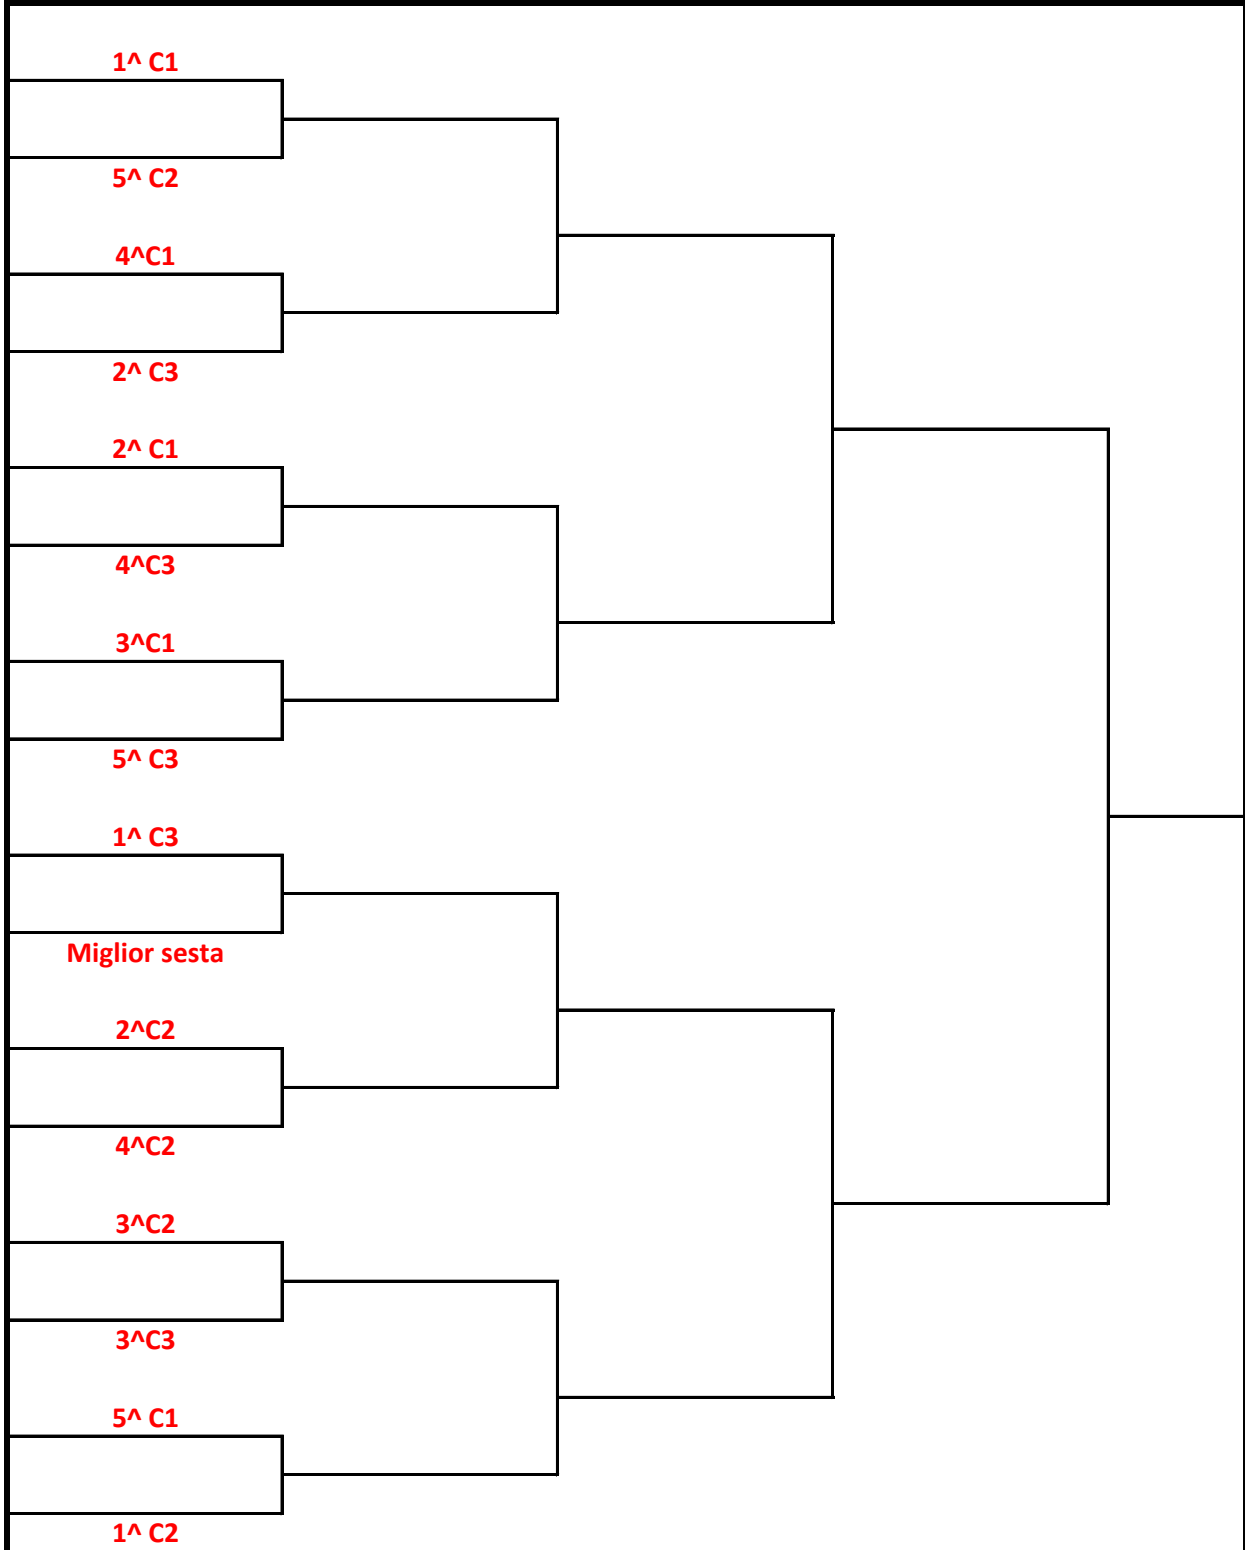 1^ C1
5^ C2
4^C1
2^ C3
2^ C1
4^C3
3^C1
5^ C3
1^ C3
Miglior sesta
2^C2
4^C2
3^C2
3^C3
5^ C1
1^ C2